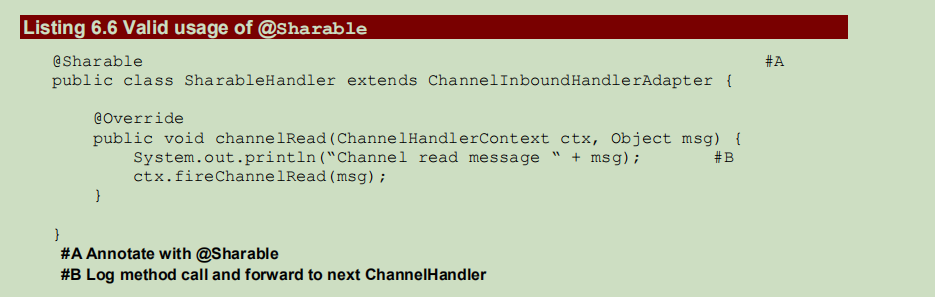 Listing 6.6 Valid usage of @Sharable
@Sharable #A
public class SharableHandler extends ChannelInboundHandlerAdapter {
@Override
public void channelRead(ChannelHandlerContext ctx, Object msg) {
System.out.println(“Channel read message “ + msg); #B
ctx.fireChannelRead(msg);
}
}
#A Annotate with @Sharable
#B Log method call and forward to next ChannelHandler